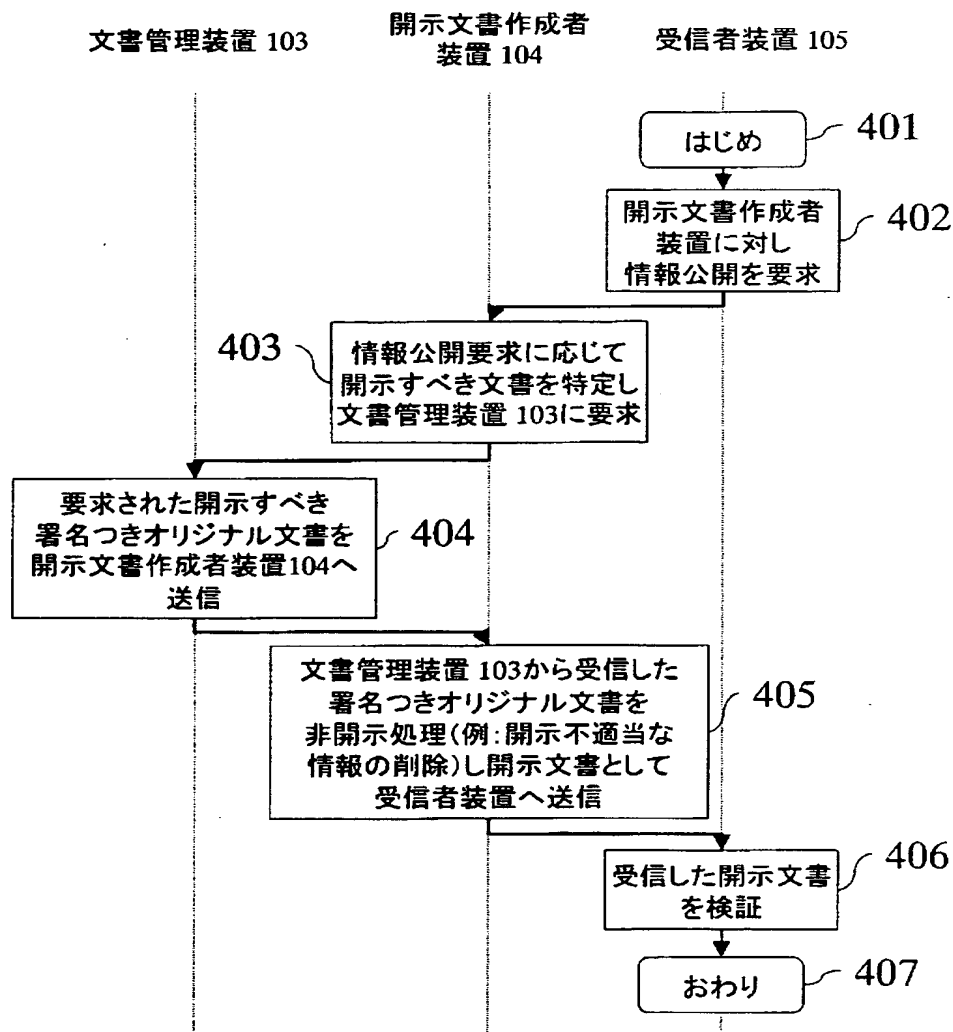 文書管理装置 103
開示文書作成者
装置 104
受信者装置 105
はじめ
401
開示文書作成者
装置に対し
情報公開を要求
402
403
情報公開要求に応じて
開示すべき文書を特定し
文書管理装置 103に要求
要求された開示すべき
署名つきオリジナル文書を
開示文書作成者装置104へ
送信
404
文書管理装置 103から受信した
署名つきオリジナル文書を
非開示処理(例:開示不適当な
情報の削除)し開示文書として
受信者装置へ送信
405
受信した開示文書
を検証
406
おわり
407